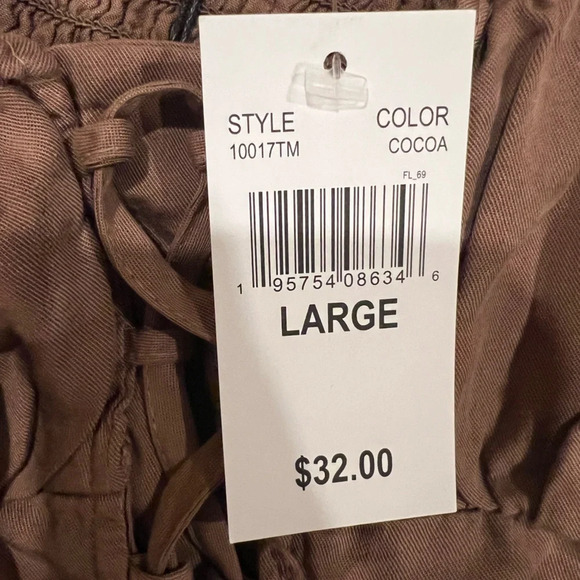 STYLE COLOR
10017TM COCOA
FL_69
1 95754 08634 6
LARGE
$32.00